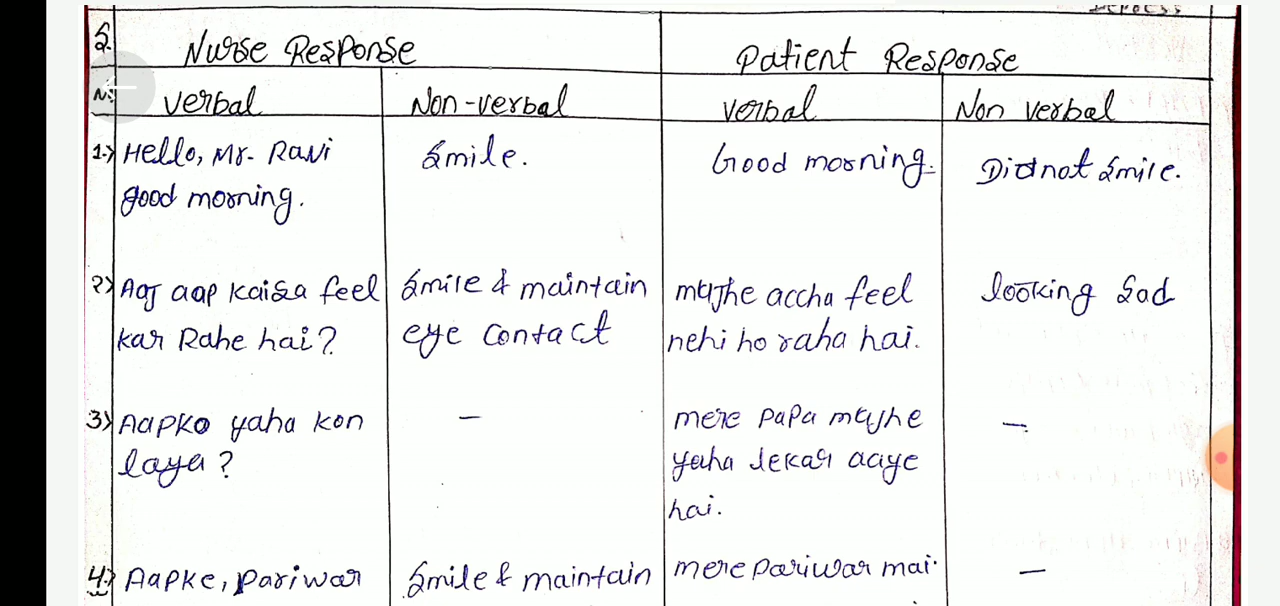 S. Nurse Response Patient Response
No. Verbal Non-verbal Verbal Non verbal
1.) Hello, Mr. Ravi Smile. Good morning. Did not smile.
good morning.
2) Aaj aap kaisa feel Smile & maintain mujhe accha feel looking sad
kar Rahe hai? eye contact nehi ho raha hai.
3) Aapko yaha kon — mere papa mujhe —
laya? yaha lekar aaye
hai.
4.) Aapke, pariwar Smile & maintain mere pariwar mai —